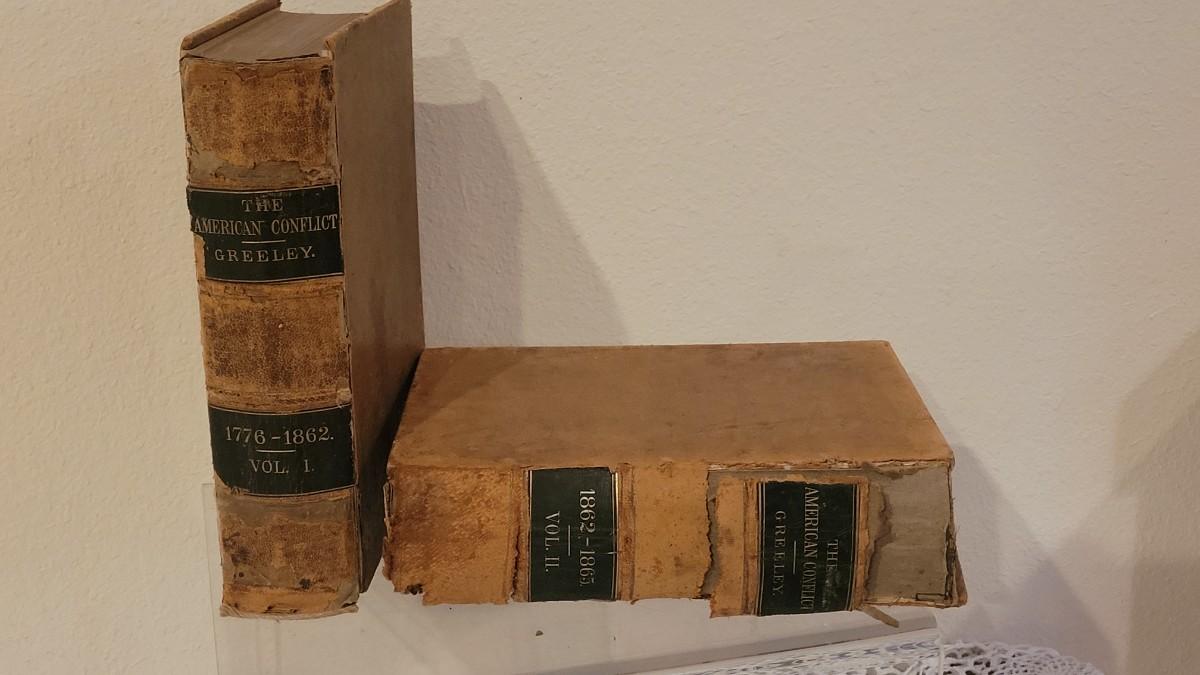 THE
AMERICAN CONFLICT
GREELEY.
1776-1862.
VOL. I.
THE
AMERICAN CONFLICT
GREELEY.
1862-1865.
VOL. II.